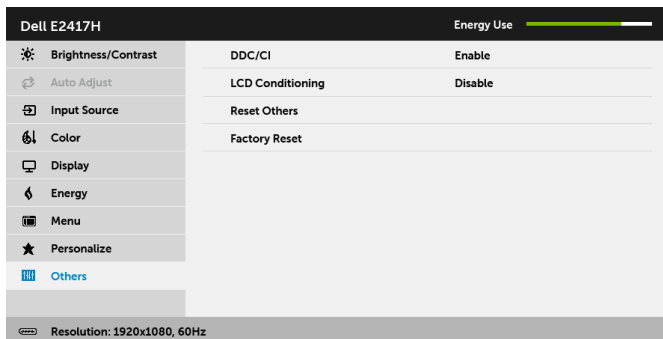 Dell E2417H Energy Use
Brightness/Contrast DDC/CI Enable
Auto Adjust LCD Conditioning Disable
Input Source Reset Others
Color Factory Reset
Display
Energy
Menu
Personalize
Others
Resolution: 1920x1080, 60Hz